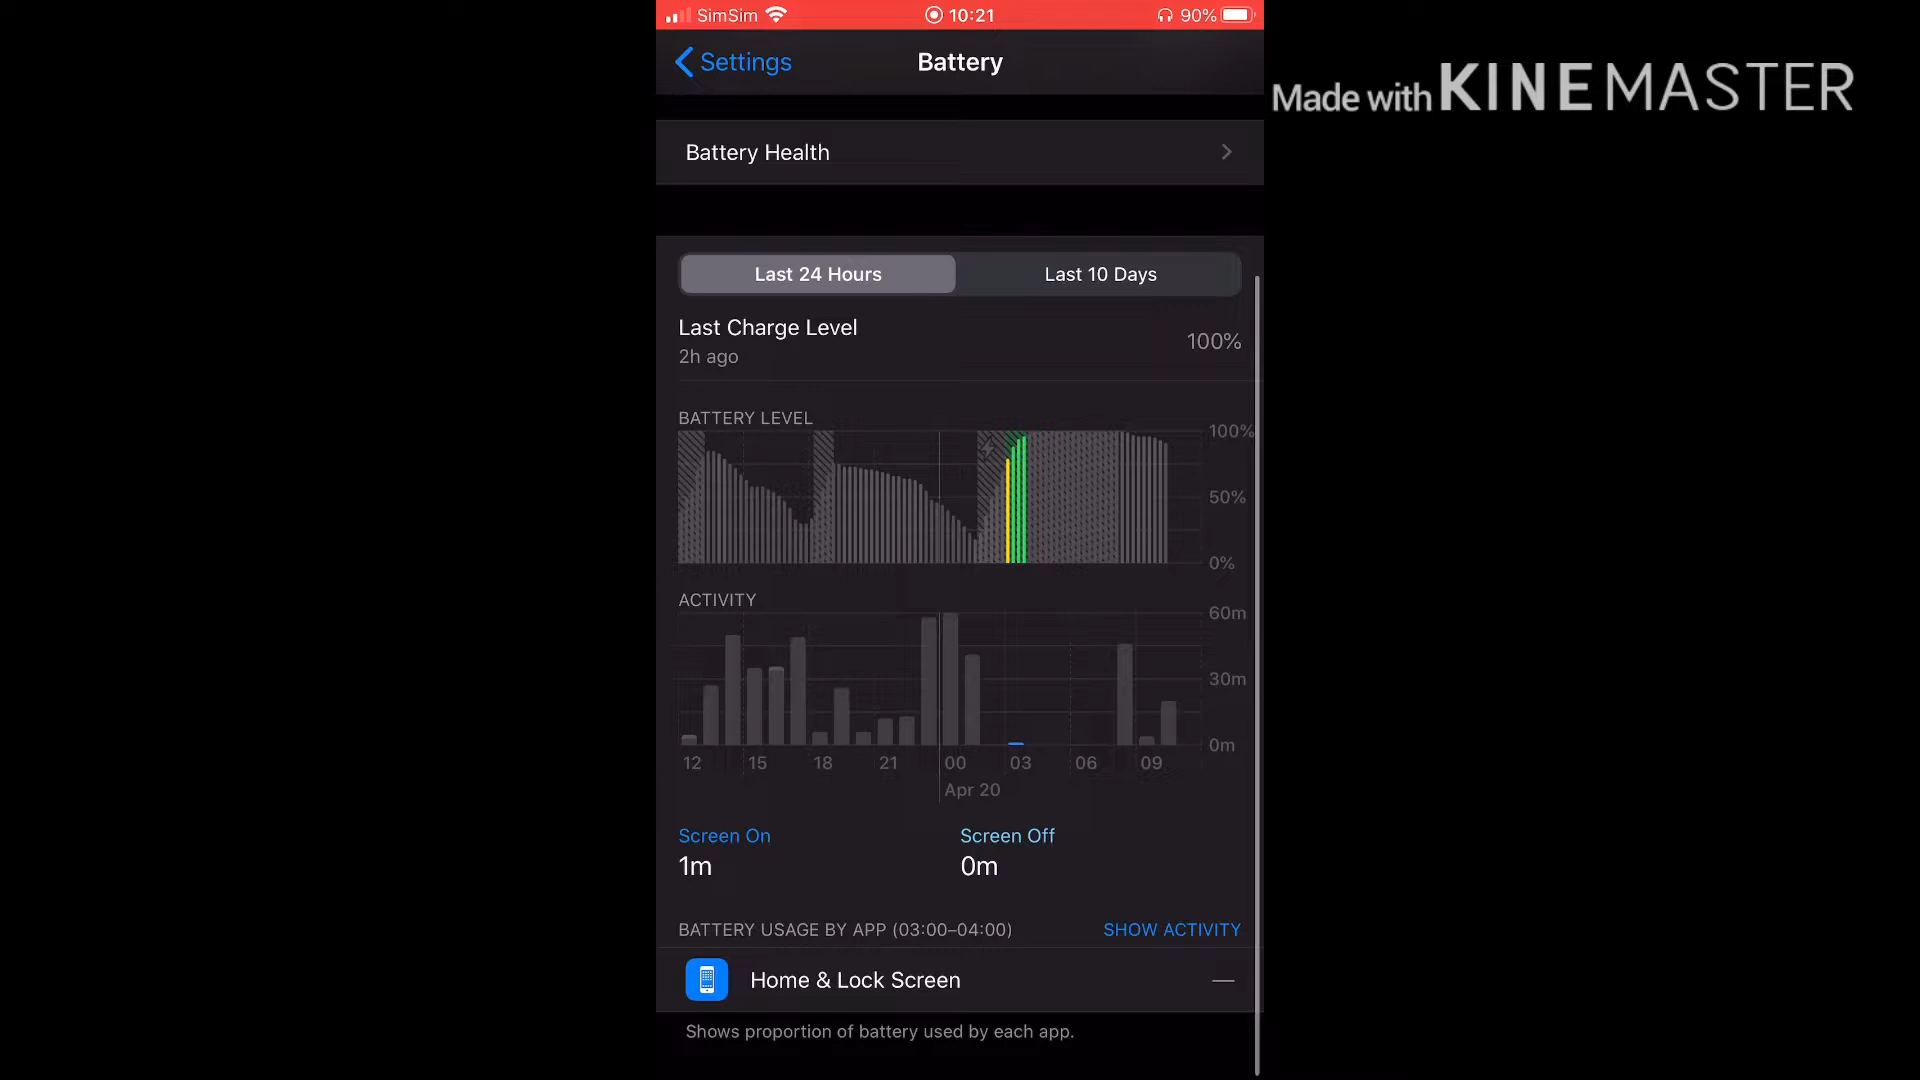 SimSim 10:21 90%
Settings Battery
Made with KINEMASTER
Battery Health
Last 24 Hours Last 10 Days
Last Charge Level
100%
2h ago
BATTERY LEVEL
100%
50%
0%
ACTIVITY
60m
30m
0m
12 15 18 21 00 03 06 09
Apr 20
Screen On Screen Off
1m 0m
BATTERY USAGE BY APP (03:00–04:00) SHOW ACTIVITY
Home & Lock Screen —
Shows proportion of battery used by each app.